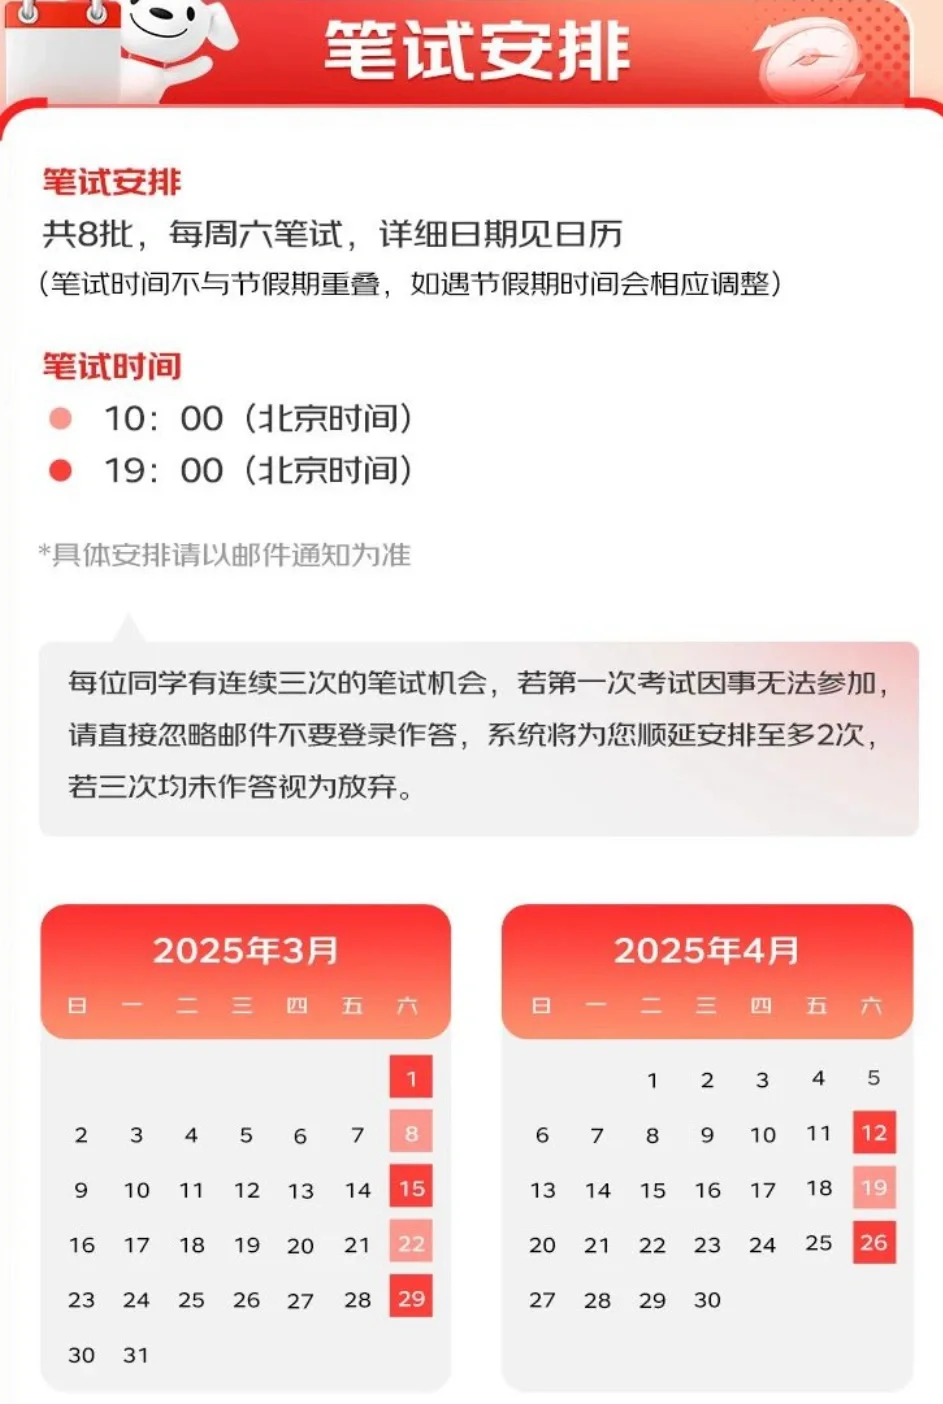 笔试安排
笔试安排
共8批，每周六笔试，详细日期见日历
（笔试时间不与节假期重叠，如遇节假期时间会相应调整）
笔试时间
10：00（北京时间）
19：00（北京时间）
*具体安排请以邮件通知为准
每位同学有连续三次的笔试机会，若第一次考试因事无法参加，
请直接忽略邮件不要登录作答，系统将为您顺延安排至多2次，
若三次均未作答视为放弃。
2025年3月
日 一 二 三 四 五 六
1
2 3 4 5 6 7 8
9 10 11 12 13 14 15
16 17 18 19 20 21 22
23 24 25 26 27 28 29
30 31
2025年4月
日 一 二 三 四 五 六
1 2 3 4 5
6 7 8 9 10 11 12
13 14 15 16 17 18 19
20 21 22 23 24 25 26
27 28 29 30